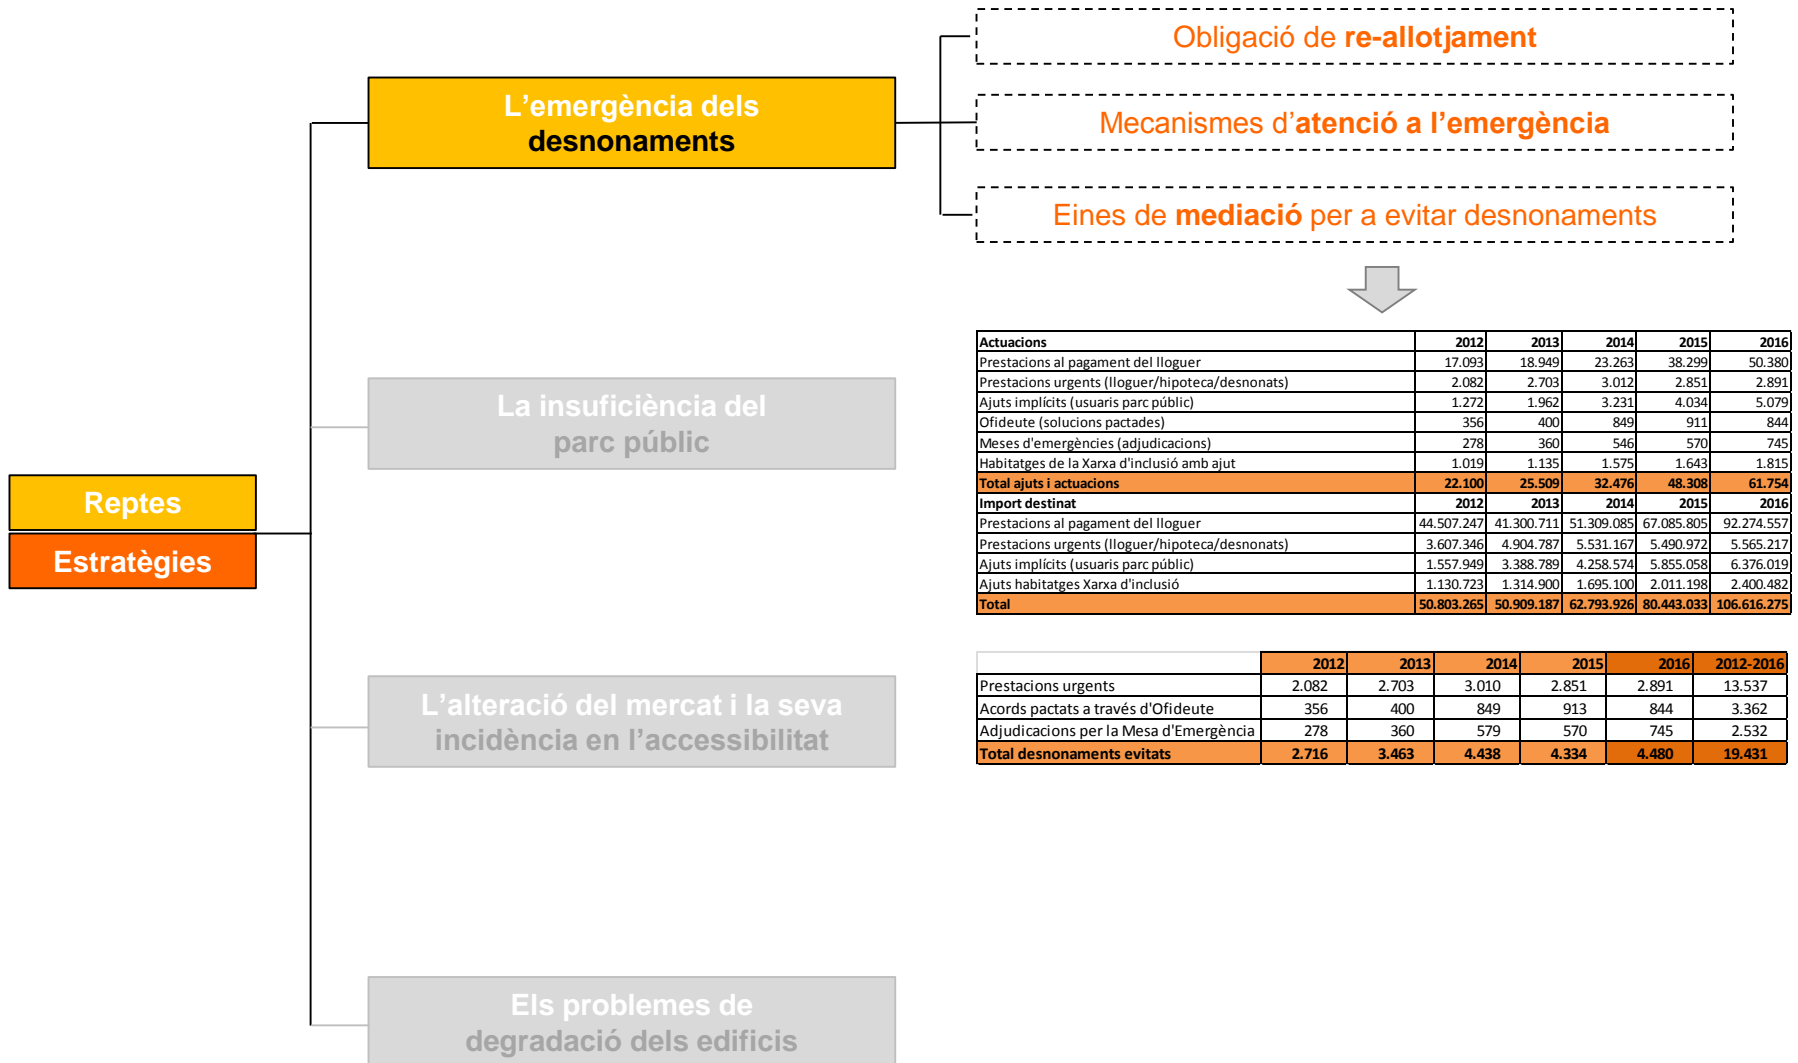 Obligació de re-allotjament
L'emergència dels
desnonaments
Mecanismes d'atenció a l'emergència
Eines de mediació per a evitar desnonaments
La insuficiència del
parc públic
Reptes
Estratègies
L'alteració del mercat i la seva
incidència en l'accessibilitat
Els problemes de
degradació dels edificis
Actuacions 2012 2013 2014 2015 2016
Prestacions al pagament del lloguer 17.093 18.949 23.263 38.299 50.380
Prestacions urgents (lloguer/hipoteca/desnonats) 2.082 2.703 3.012 2.851 2.891
Ajuts implícits (usuaris parc públic) 1.272 1.962 3.231 4.034 5.079
Ofideute (solucions pactades) 356 400 849 911 844
Meses d'emergències (adjudicacions) 278 360 546 570 745
Habitatges de la Xarxa d'inclusió amb ajut 1.019 1.135 1.575 1.643 1.815
Total ajuts i actuacions 22.100 25.509 32.476 48.308 61.754
Import destinat 2012 2013 2014 2015 2016
Prestacions al pagament del lloguer 44.507.247 41.300.711 51.309.085 67.085.805 92.274.557
Prestacions urgents (lloguer/hipoteca/desnonats) 3.607.346 4.904.787 5.531.167 5.490.972 5.565.217
Ajuts implícits (usuaris parc públic) 1.557.949 3.388.789 4.258.574 5.855.058 6.376.019
Ajuts habitatges Xarxa d'inclusió 1.130.723 1.314.900 1.695.100 2.011.198 2.400.482
Total 50.803.265 50.909.187 62.793.926 80.443.033 106.616.275
2012 2013 2014 2015 2016 2012-2016
Prestacions urgents 2.082 2.703 3.010 2.851 2.891 13.537
Acords pactats a través d'Ofideute 356 400 849 913 844 3.362
Adjudicacions per la Mesa d'Emergència 278 360 579 570 745 2.532
Total desnonaments evitats 2.716 3.463 4.438 4.334 4.480 19.431